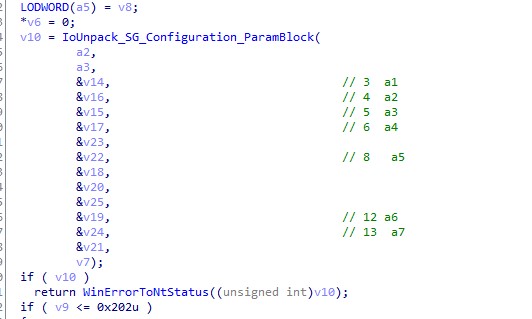 LODWORD(a5) = v8;
*v6 = 0;
v10 = IoUnpack_SG_Configuration_ParamBlock(
a2,
a3,
&v14, // 3 a1
&v16, // 4 a2
&v15, // 5 a3
&v17, // 6 a4
&v23,
&v22, // 8 a5
&v18,
&v20,
&v25,
&v19, // 12 a6
&v24, // 13 a7
&v21,
v7);
if ( v10 )
return WinErrorToNtStatus((unsigned int)v10);
if ( v9 <= 0x202u )